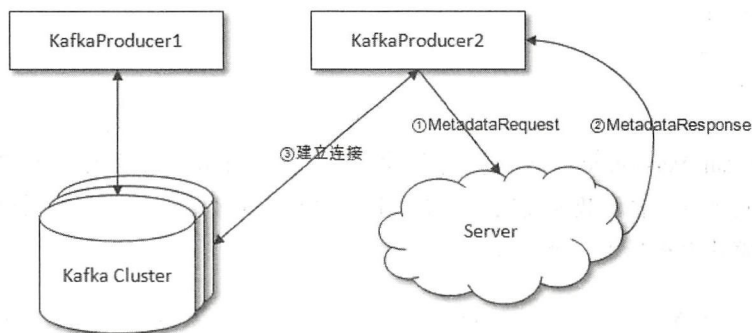 KafkaProducer1
KafkaProducer2
①MetadataRequest
②MetadataResponse
③建立连接
Server
Kafka Cluster